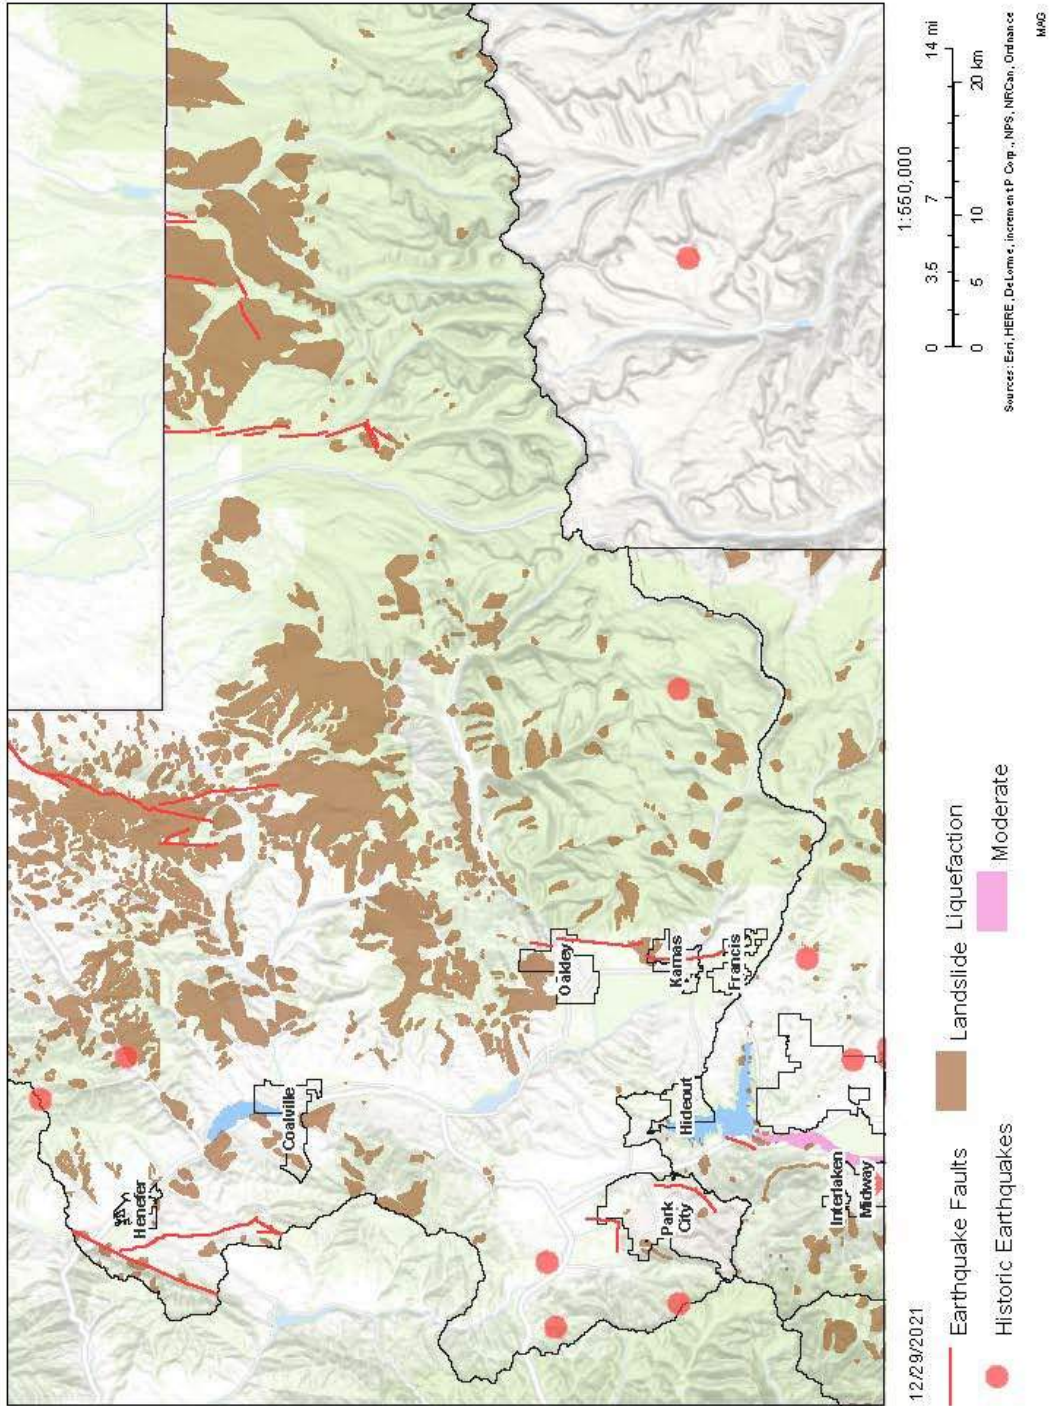 Henefer
Coalville
Oakley
Kamas
Francis
Hideout
Park
City
Interlaken
Midway
12/29/2021
Earthquake Faults
Historic Earthquakes
Landslide
Liquefaction
Moderate
1:550,000
0 3.5 7 14 mi
0 5 10 20 km
Sources: Esri, HERE, DeLorme, increment P Corp., NPS, NRCan, Ordnance
MAG